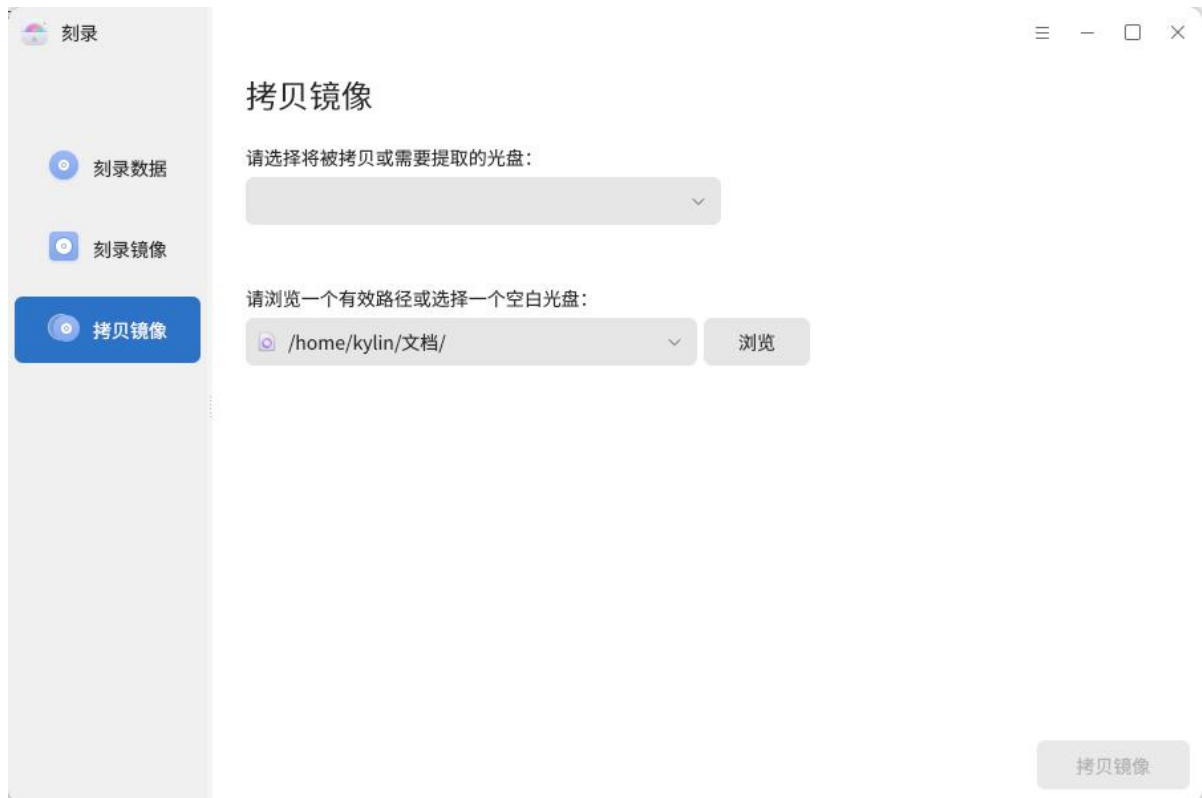 刻录
拷贝镜像
请选择将被拷贝或需要提取的光盘：
刻录数据
刻录镜像
请浏览一个有效路径或选择一个空白光盘：
拷贝镜像
/home/kylin/文档/
浏览
拷贝镜像